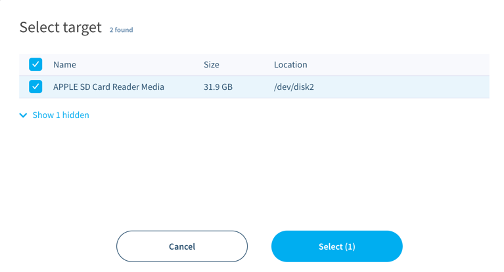 Select target 2 found
Name Size Location
APPLE SD Card Reader Media 31.9 GB /dev/disk2
Show 1 hidden
Cancel Select (1)